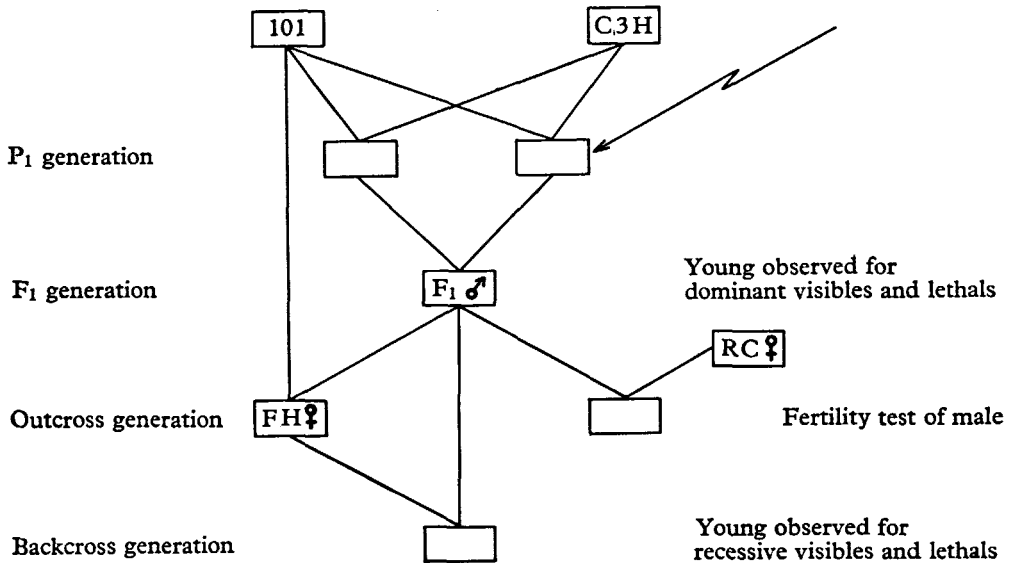 101
C3H
P1 generation
F1 generation
F1 ♂
Young observed for
dominant visibles and lethals
RC♀
Outcross generation
FH♀
Fertility test of male
Backcross generation
Young observed for
recessive visibles and lethals